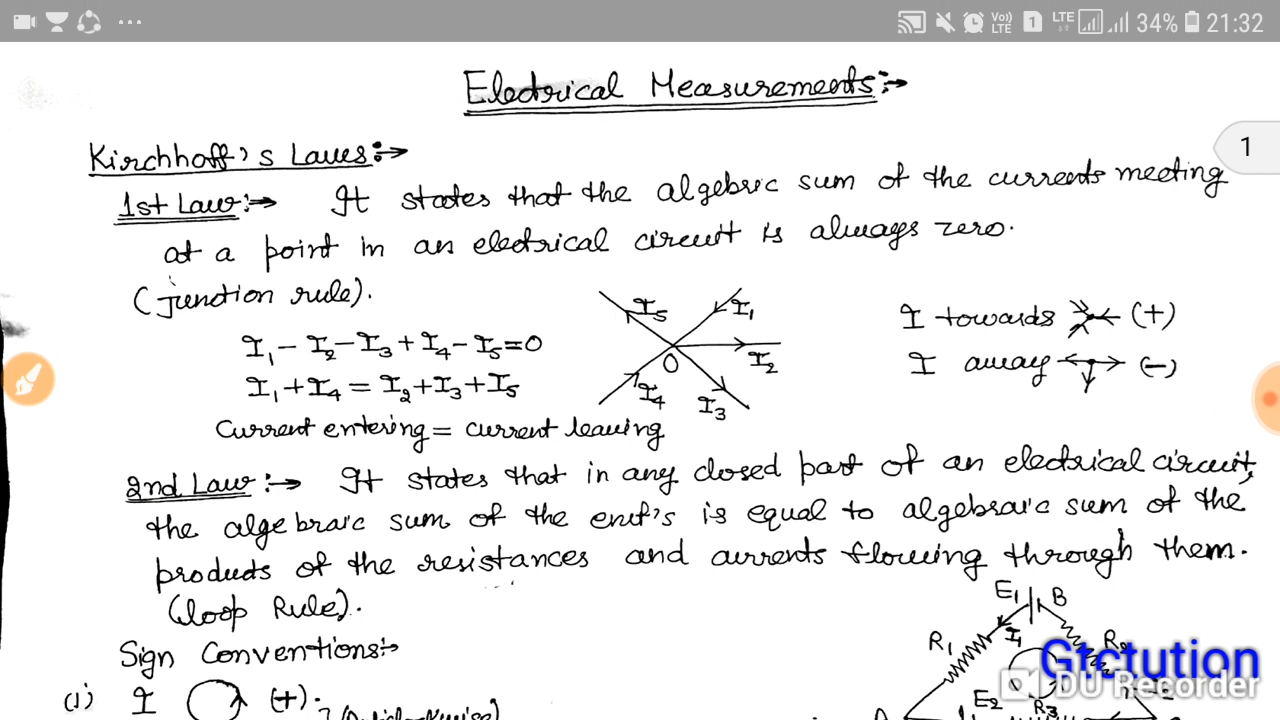 34% 21:32
Electrical Measurements:→
1
Kirchhoff's Laws:→
1st Law:→ It states that the algebric sum of the currents meeting
at a point in an electrical circuit is always zero.
(junction rule).
I₁ - I₂ - I₃ + I₄ - I₅ = 0
I₁ + I₄ = I₂ + I₃ + I₅
Current entering = current leaving
I₅ I₁
O I₂
I₄ I₃
I towards (+)
I away (-)
2nd Law:→ It states that in any closed part of an electrical circuit,
the algebraic sum of the emf's is equal to algebraic sum of the
products of the resistances and currents flowing through them.
(loop Rule).
Sign Conventions:→
(i) I (+).
E₁ B
R₁ I₁ R₂
E₂ R₃
Gtctution
DU Recorder